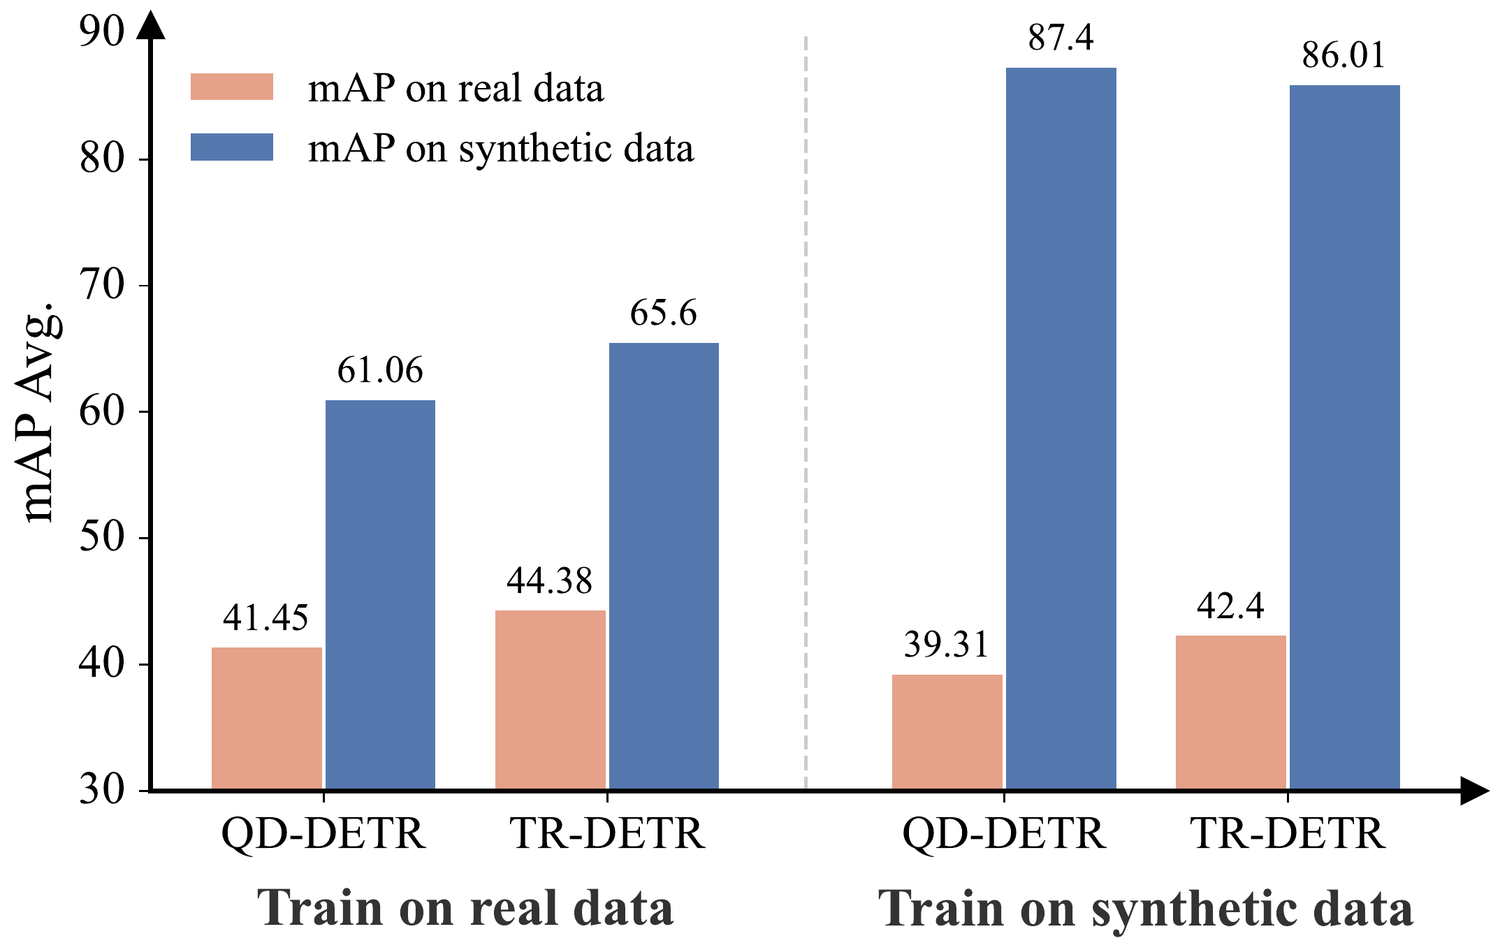 90
80
70
60
50
40
30
mAP Avg.
mAP on real data
mAP on synthetic data
41.45
61.06
44.38
65.6
39.31
87.4
42.4
86.01
QD-DETR
TR-DETR
QD-DETR
TR-DETR
Train on real data
Train on synthetic data